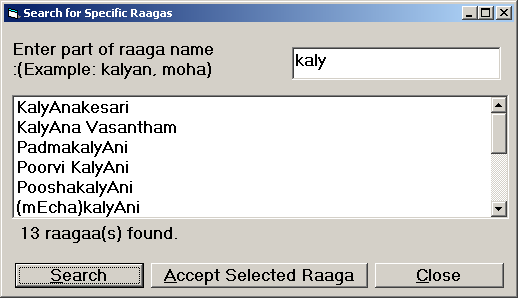 Search for Specific Raagas
Enter part of raaga name
:(Example: kalyan, moha)
kaly
KalyAnakesari
KalyAna Vasantham
PadmakalyAni
Poorvi KalyAni
PooshakalyAni
(mEcha)kalyAni
13 raagaa(s) found.
Search Accept Selected Raaga Close